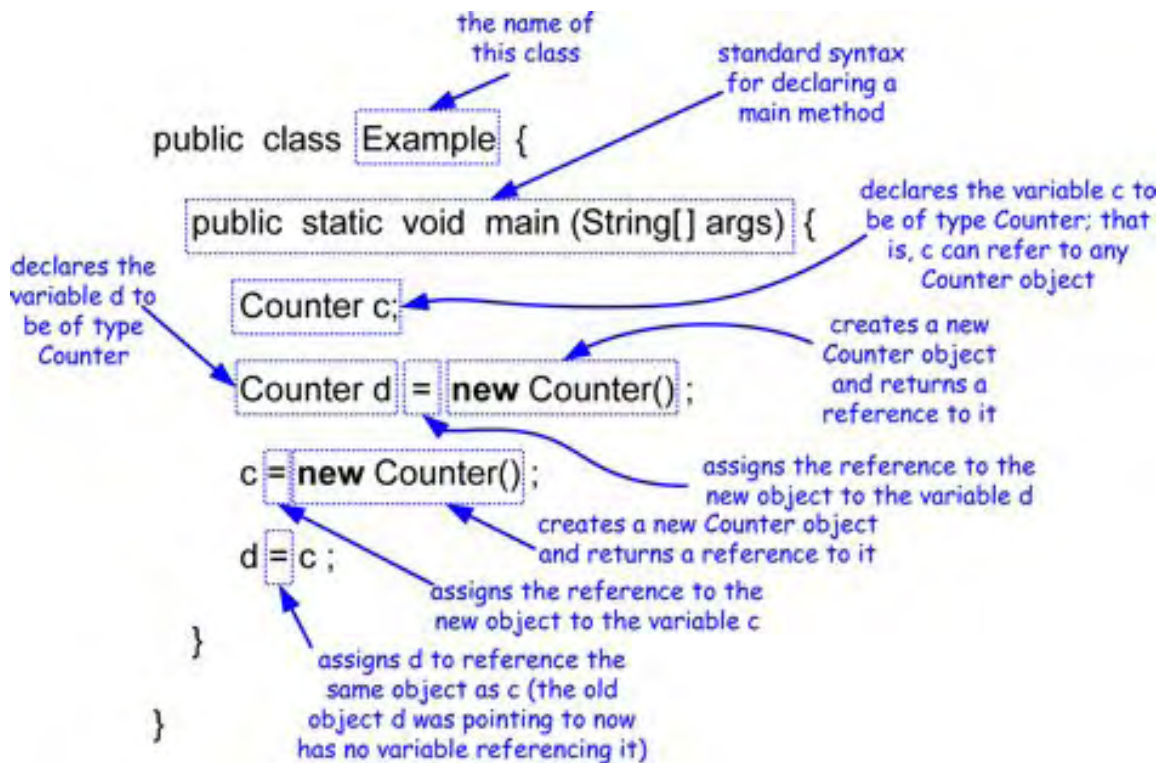 the name of
this class
standard syntax
for declaring a
main method
public class Example {
public static void main (String[] args) {
declares the variable c to
be of type Counter; that
is, c can refer to any
Counter object
declares the
variable d to
be of type
Counter
Counter c;
creates a new
Counter object
and returns a
reference to it
Counter d = new Counter() ;
assigns the reference to the
new object to the variable d
c = new Counter() ;
creates a new Counter object
and returns a reference to it
d = c ;
assigns the reference to the
new object to the variable c
}
assigns d to reference the
same object as c (the old
object d was pointing to now
has no variable referencing it)
}